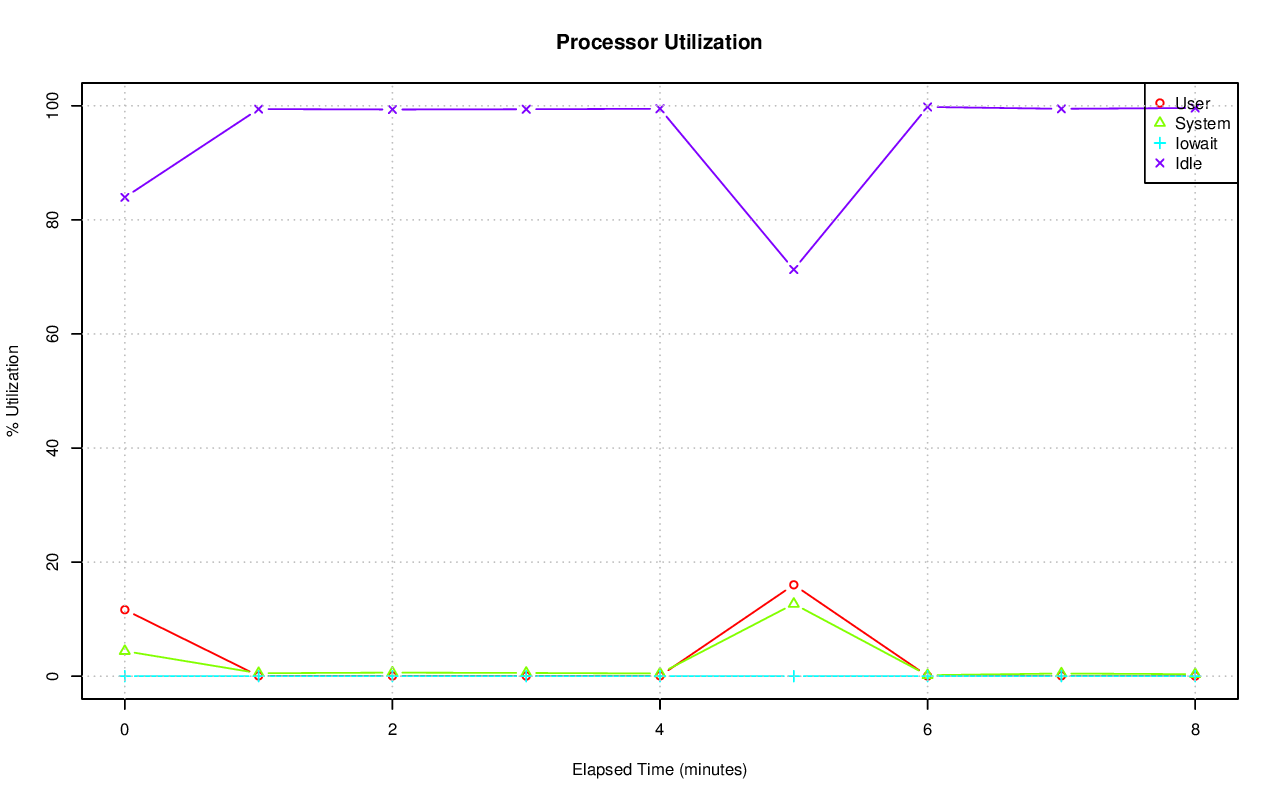 Processor Utilization
100
80
60
40
20
0
% Utilization
User
System
Iowait
Idle
0 2 4 6 8
Elapsed Time (minutes)